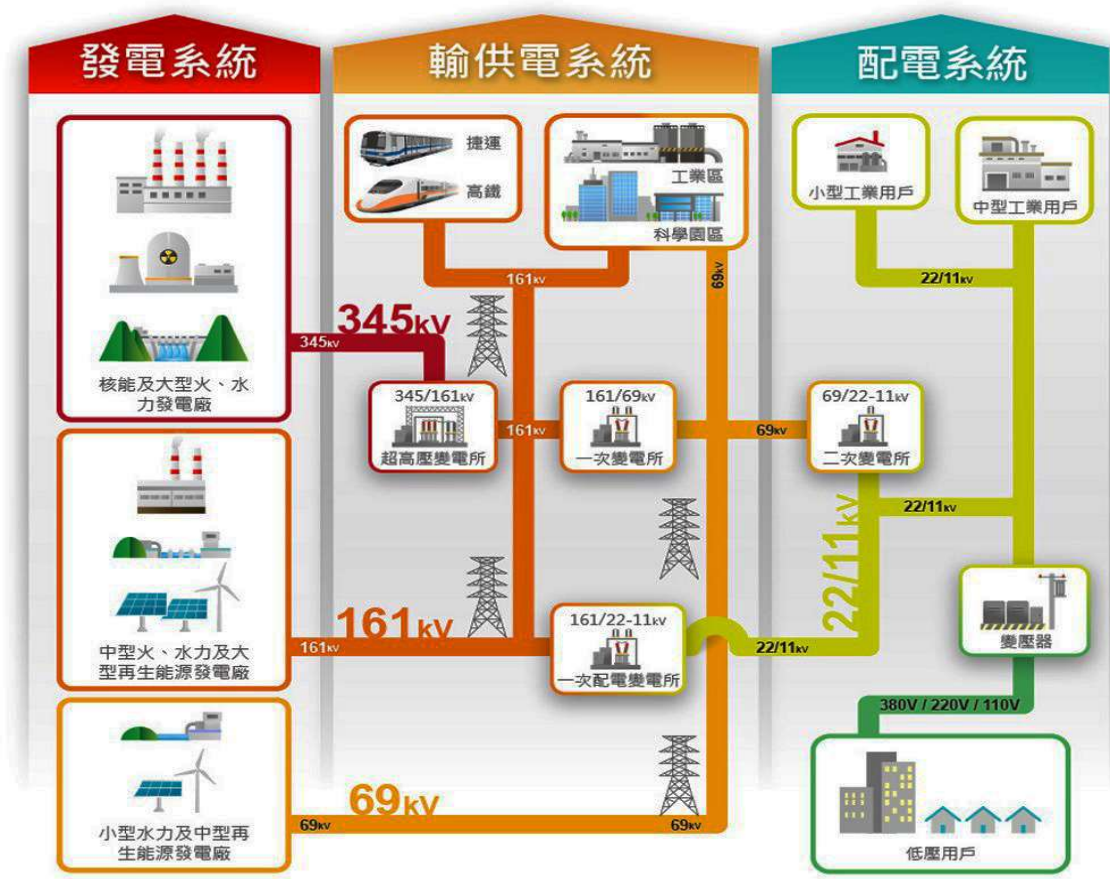 發電系統
輸供電系統
配電系統
捷運
高鐵
工業區
科學園區
小型工業用戶
中型工業用戶
161kV
69kV
22/11kV
345kV
345kV
核能及大型火、水
力發電廠
345/161kV
超高壓變電所
161kV
161/69kV
一次變電所
69kV
69/22-11kV
二次變電所
22/11kV
22/11kV
中型火、水力及大
型再生能源發電廠
161kV
161kV
161/22-11kV
一次配電變電所
22/11kV
變壓器
380V / 220V / 110V
小型水力及中型再
生能源發電廠
69kV
69kV
69kV
低壓用戶